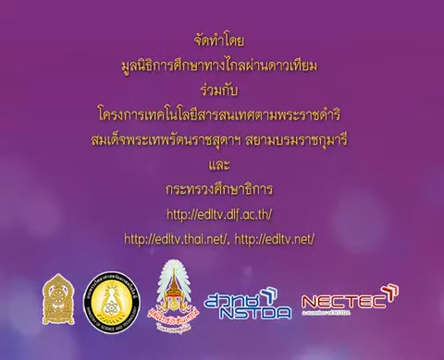 จัดทำโดย
มูลนิธิการศึกษาทางไกลผ่านดาวเทียม
ร่วมกับ
โครงการเทคโนโลยีสารสนเทศตามพระราชดำริ
สมเด็จพระเทพรัตนราชสุดาฯ สยามบรมราชกุมารี
และ
กระทรวงศึกษาธิการ
http://edltv.dlf.ac.th/
http://edltv.thai.net/, http://edltv.net/
สวทช
NSTDA
NECTEC
a member of NSTDA